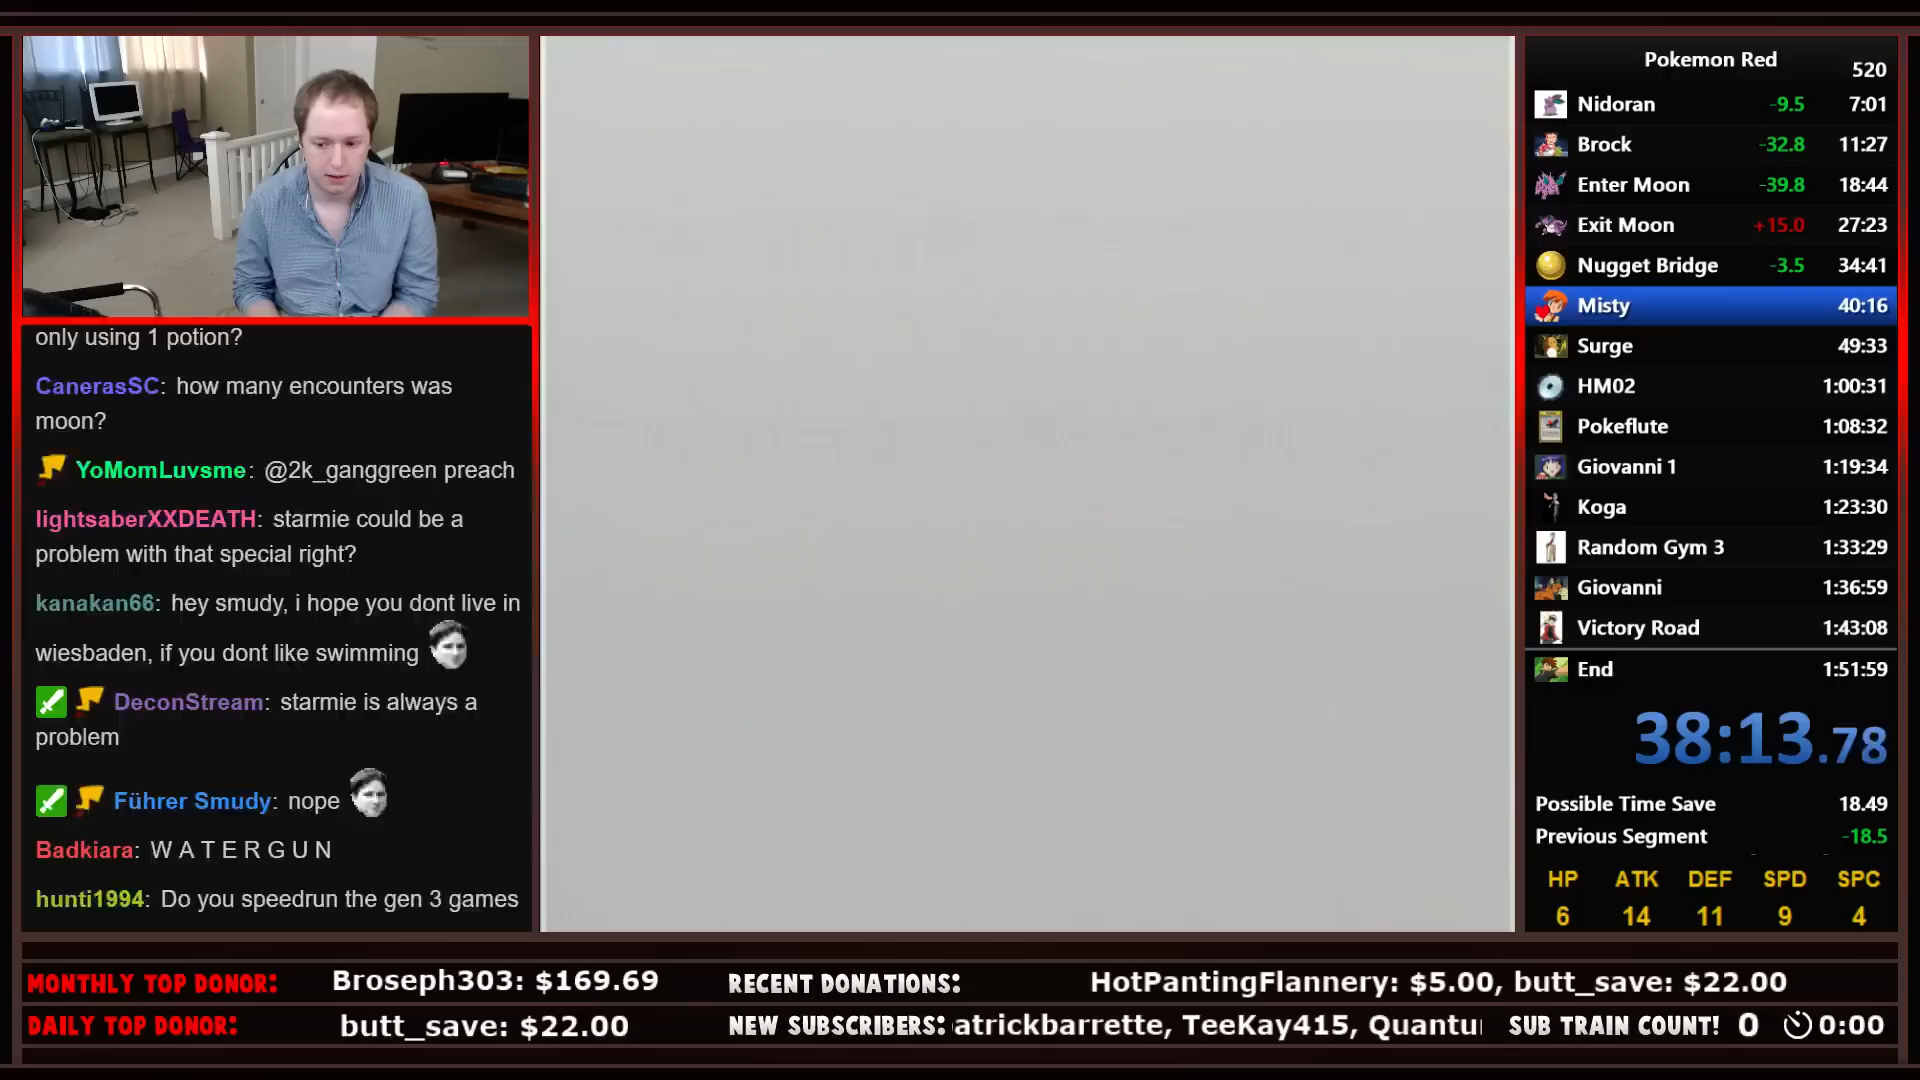 only using 1 potion?
CanerasSC: how many encounters was
moon?
YoMomLuvsme: @2k_ganggreen preach
lightsaberXXDEATH: starmie could be a
problem with that special right?
kanakan66: hey smudy, i hope you dont live in
wiesbaden, if you dont like swimming
DeconStream: starmie is always a
problem
Führer Smudy: nope
Badkiara: W A T E R G U N
hunti1994: Do you speedrun the gen 3 games
Pokemon Red
520
Nidoran -9.5 7:01
Brock -32.8 11:27
Enter Moon -39.8 18:44
Exit Moon +15.0 27:23
Nugget Bridge -3.5 34:41
Misty 40:16
Surge 49:33
HM02 1:00:31
Pokeflute 1:08:32
Giovanni 1 1:19:34
Koga 1:23:30
Random Gym 3 1:33:29
Giovanni 1:36:59
Victory Road 1:43:08
End 1:51:59
38:13.78
Possible Time Save 18.49
Previous Segment -18.5
HP ATK DEF SPD SPC
6 14 11 9 4
MONTHLY TOP DONOR: Broseph303: $169.69
RECENT DONATIONS: HotPantingFlannery: $5.00, butt_save: $22.00
DAILY TOP DONOR: butt_save: $22.00
NEW SUBSCRIBERS: atrickbarrette, TeeKay415, Quantu
SUB TRAIN COUNT! 0 0:00